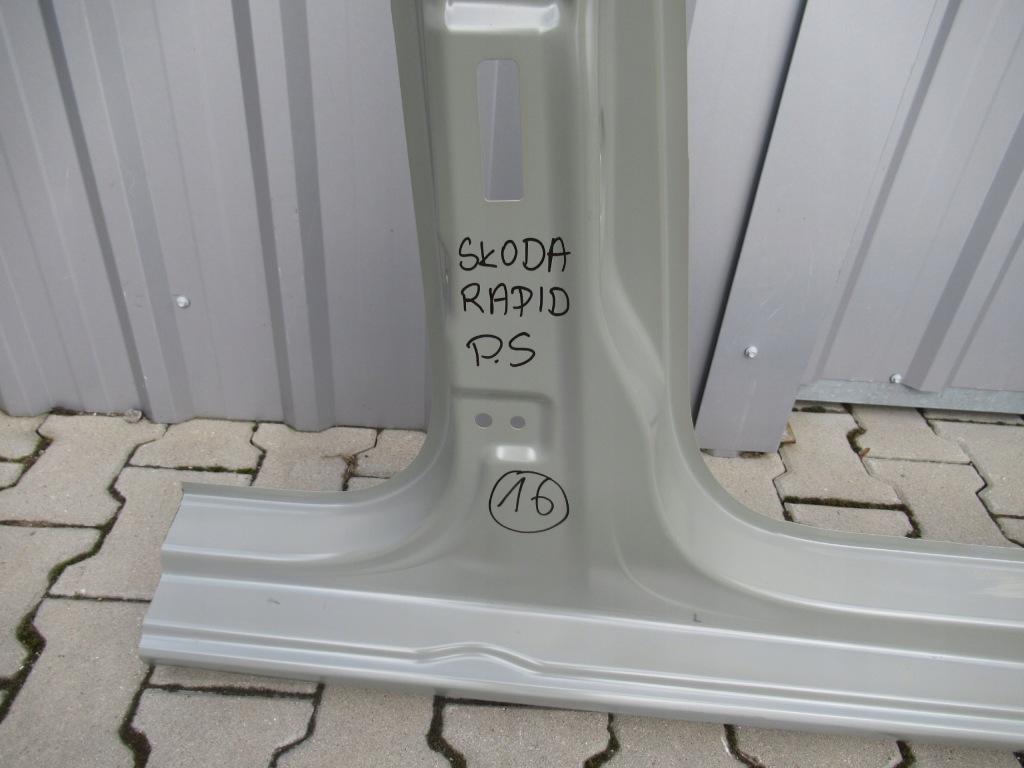 SKODA
RAPID
P.S
16